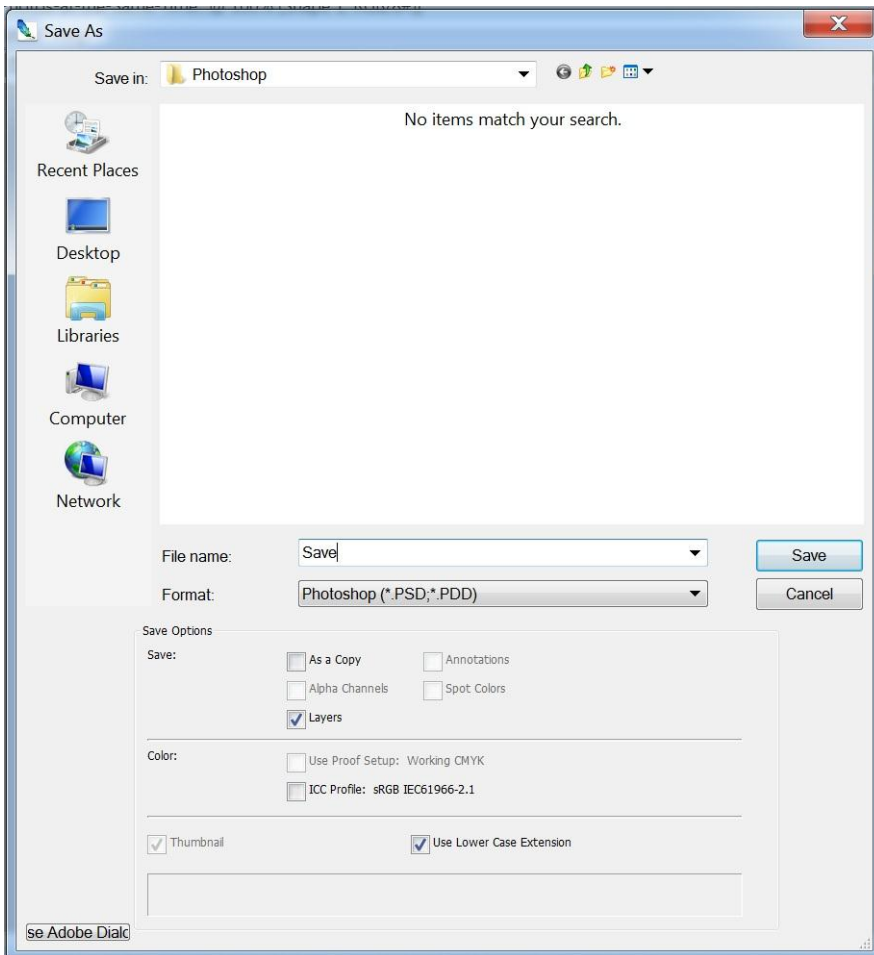 Save As
Save in: Photoshop
No items match your search.
Recent Places
Desktop
Libraries
Computer
Network
File name: Save Save
Format: Photoshop (*.PSD;*.PDD) Cancel
Save Options
Save: As a Copy Annotations
Alpha Channels Spot Colors
Layers
Color: Use Proof Setup: Working CMYK
ICC Profile: sRGB IEC61966-2.1
Thumbnail Use Lower Case Extension
se Adobe Dialo